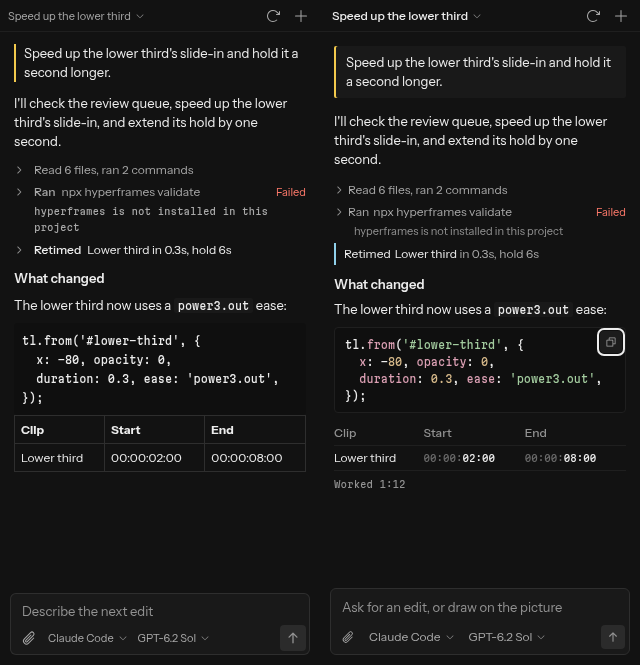 Speed up the lower third
Speed up the lower third's slide-in and hold it a
second longer.
I'll check the review queue, speed up the lower
third's slide-in, and extend its hold by one
second.
Read 6 files, ran 2 commands
Ran npx hyperframes validate Failed
hyperframes is not installed in this
project
Retimed Lower third in 0.3s, hold 6s
What changed
The lower third now uses a power3.out ease:
tl.from('#lower-third', {
x: -80, opacity: 0,
duration: 0.3, ease: 'power3.out',
});
Clip Start End
Lower third 00:00:02:00 00:00:08:00
Describe the next edit
Claude Code GPT-6.2 Sol
Speed up the lower third
Speed up the lower third's slide-in and hold it
a second longer.
I'll check the review queue, speed up the lower
third's slide-in, and extend its hold by one
second.
Read 6 files, ran 2 commands
Ran npx hyperframes validate Failed
hyperframes is not installed in this project
Retimed Lower third in 0.3s, hold 6s
What changed
The lower third now uses a power3.out ease:
tl.from('#lower-third', {
x: -80, opacity: 0,
duration: 0.3, ease: 'power3.out',
});
Clip Start End
Lower third 00:00:02:00 00:00:08:00
Worked 1:12
Ask for an edit, or draw on the picture
Claude Code GPT-6.2 Sol